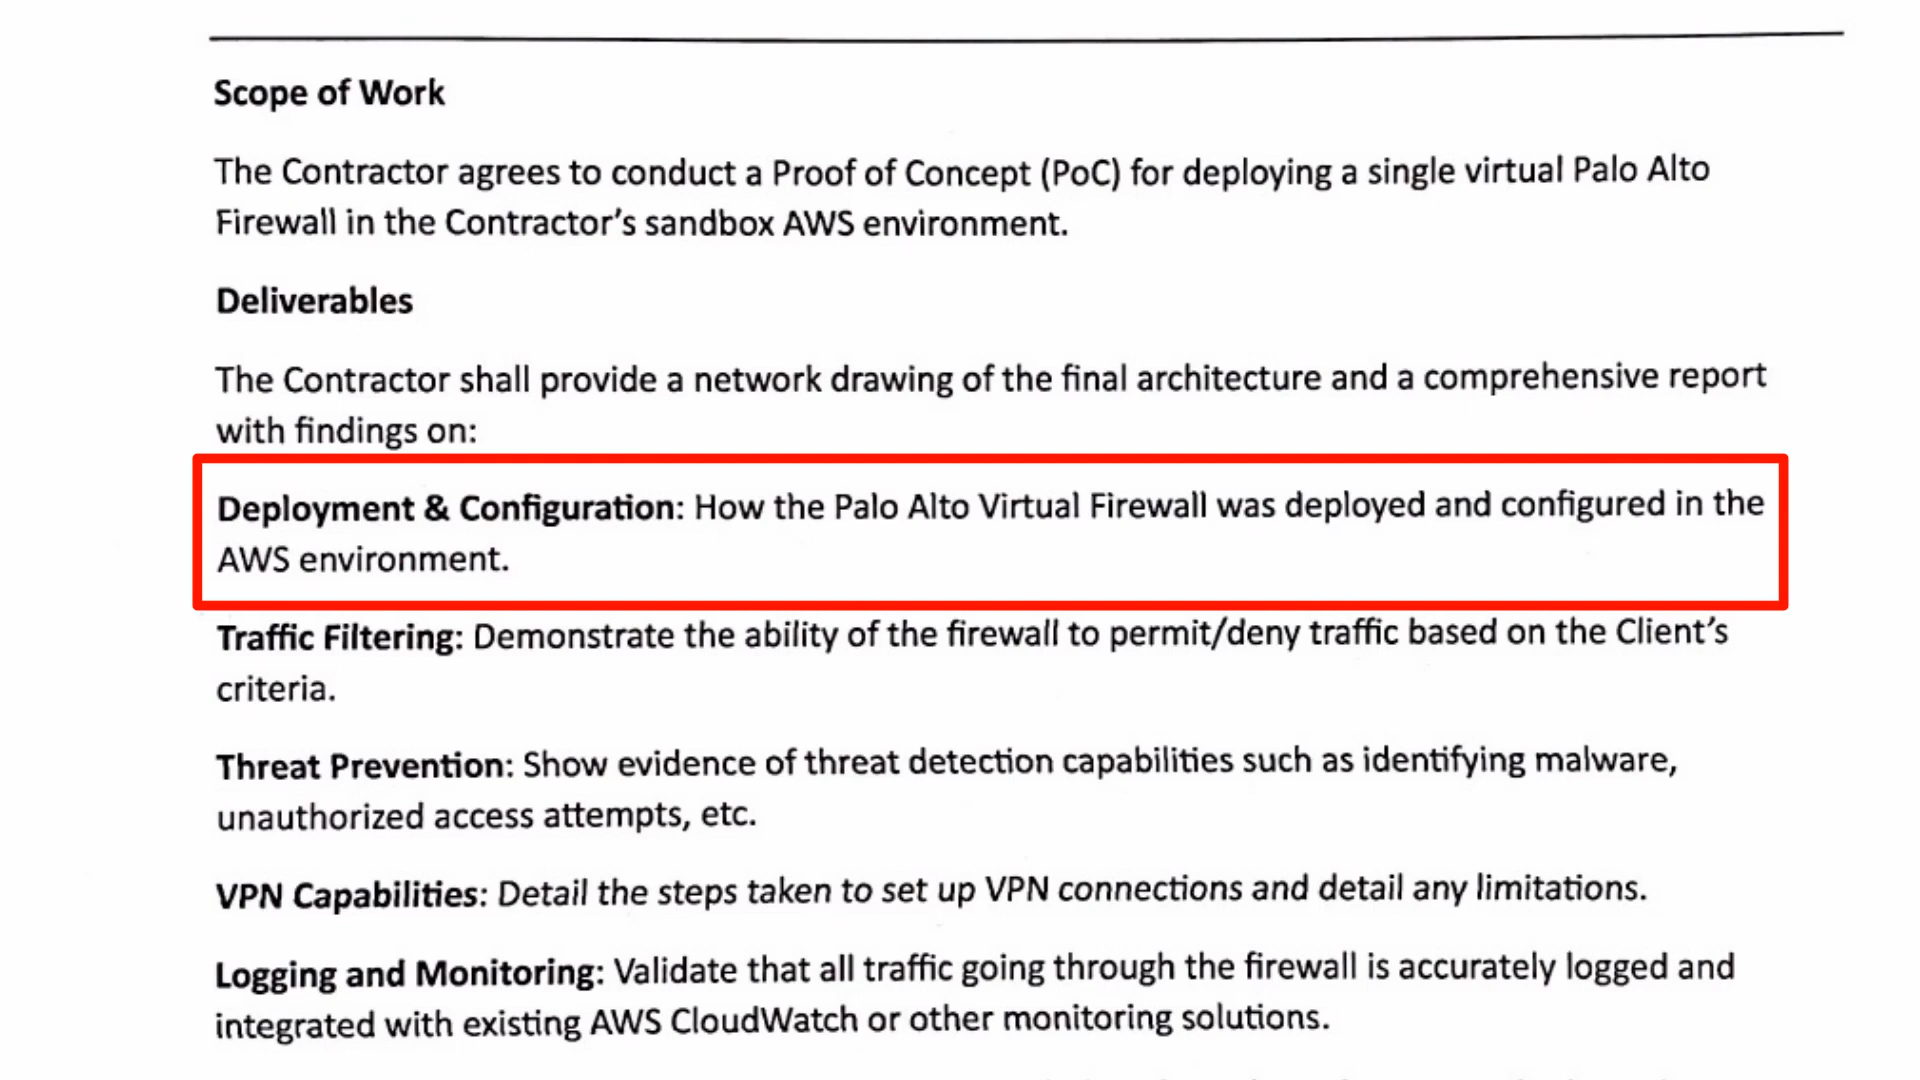 Scope of Work
The Contractor agrees to conduct a Proof of Concept (PoC) for deploying a single virtual Palo Alto
Firewall in the Contractor's sandbox AWS environment.
Deliverables
The Contractor shall provide a network drawing of the final architecture and a comprehensive report
with findings on:
Deployment & Configuration: How the Palo Alto Virtual Firewall was deployed and configured in the
AWS environment.
Traffic Filtering: Demonstrate the ability of the firewall to permit/deny traffic based on the Client's
criteria.
Threat Prevention: Show evidence of threat detection capabilities such as identifying malware,
unauthorized access attempts, etc.
VPN Capabilities: Detail the steps taken to set up VPN connections and detail any limitations.
Logging and Monitoring: Validate that all traffic going through the firewall is accurately logged and
integrated with existing AWS CloudWatch or other monitoring solutions.